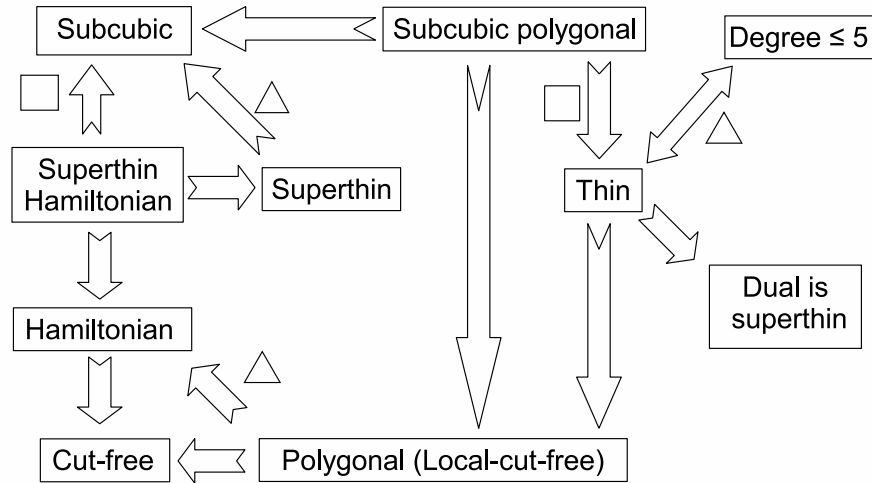 Subcubic
Subcubic polygonal
Degree ≤ 5
Superthin
Hamiltonian
Superthin
Thin
Dual is
superthin
Hamiltonian
Cut-free
Polygonal (Local-cut-free)